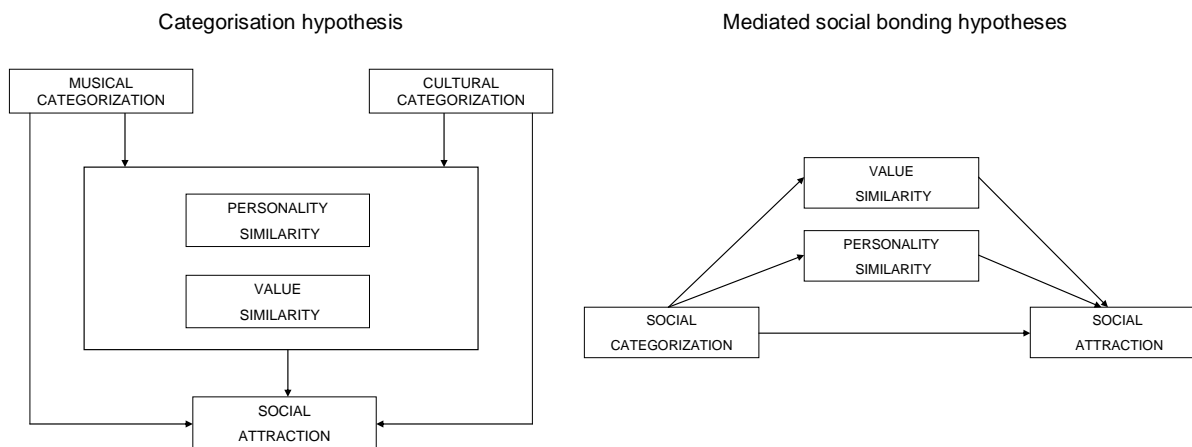 Categorisation hypothesis
MUSICAL
CATEGORIZATION
CULTURAL
CATEGORIZATION
PERSONALITY
SIMILARITY
VALUE
SIMILARITY
SOCIAL
ATTRACTION
Mediated social bonding hypotheses
VALUE
SIMILARITY
PERSONALITY
SIMILARITY
SOCIAL
CATEGORIZATION
SOCIAL
ATTRACTION